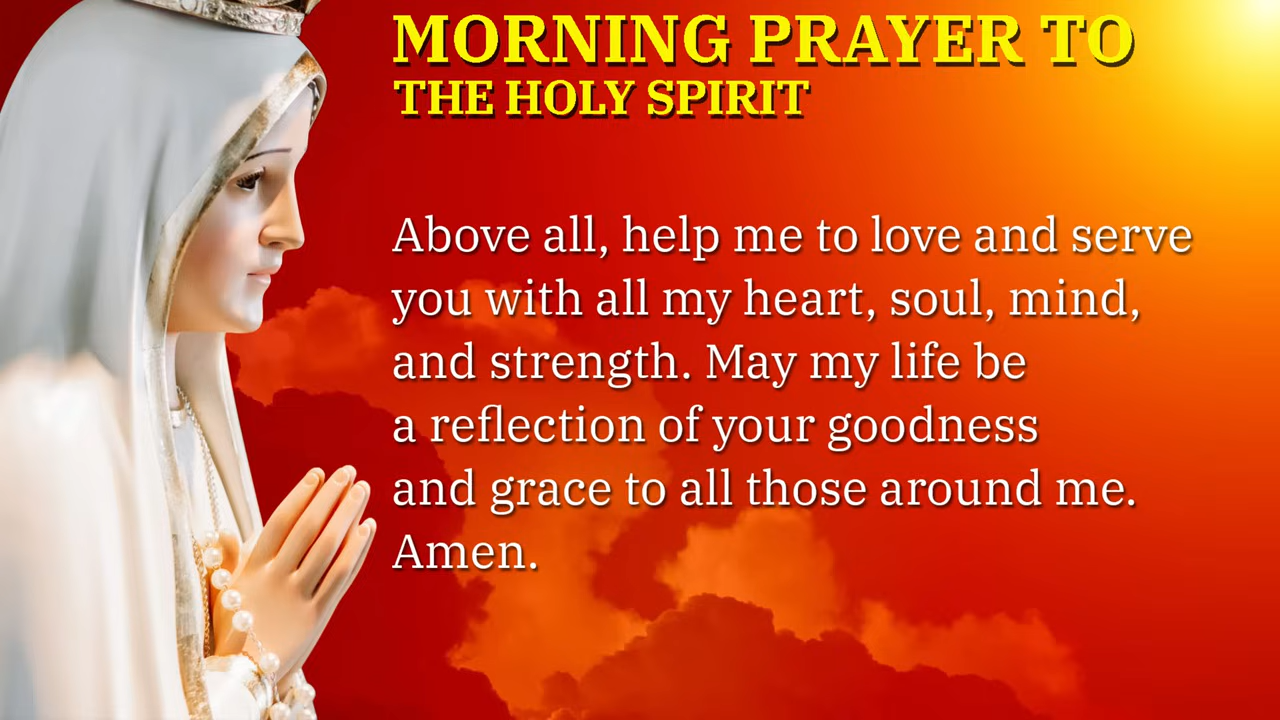 MORNING PRAYER TO
THE HOLY SPIRIT
Above all, help me to love and serve
you with all my heart, soul, mind,
and strength. May my life be
a reflection of your goodness
and grace to all those around me.
Amen.